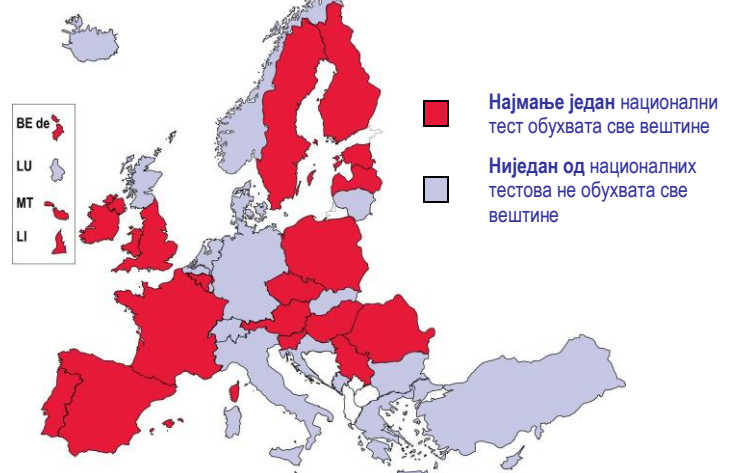 BE de
LU
MT
LI
Најмање један национални
тест обухвата све вештине
Ниједан од националних
тестова не обухвата све
вештине